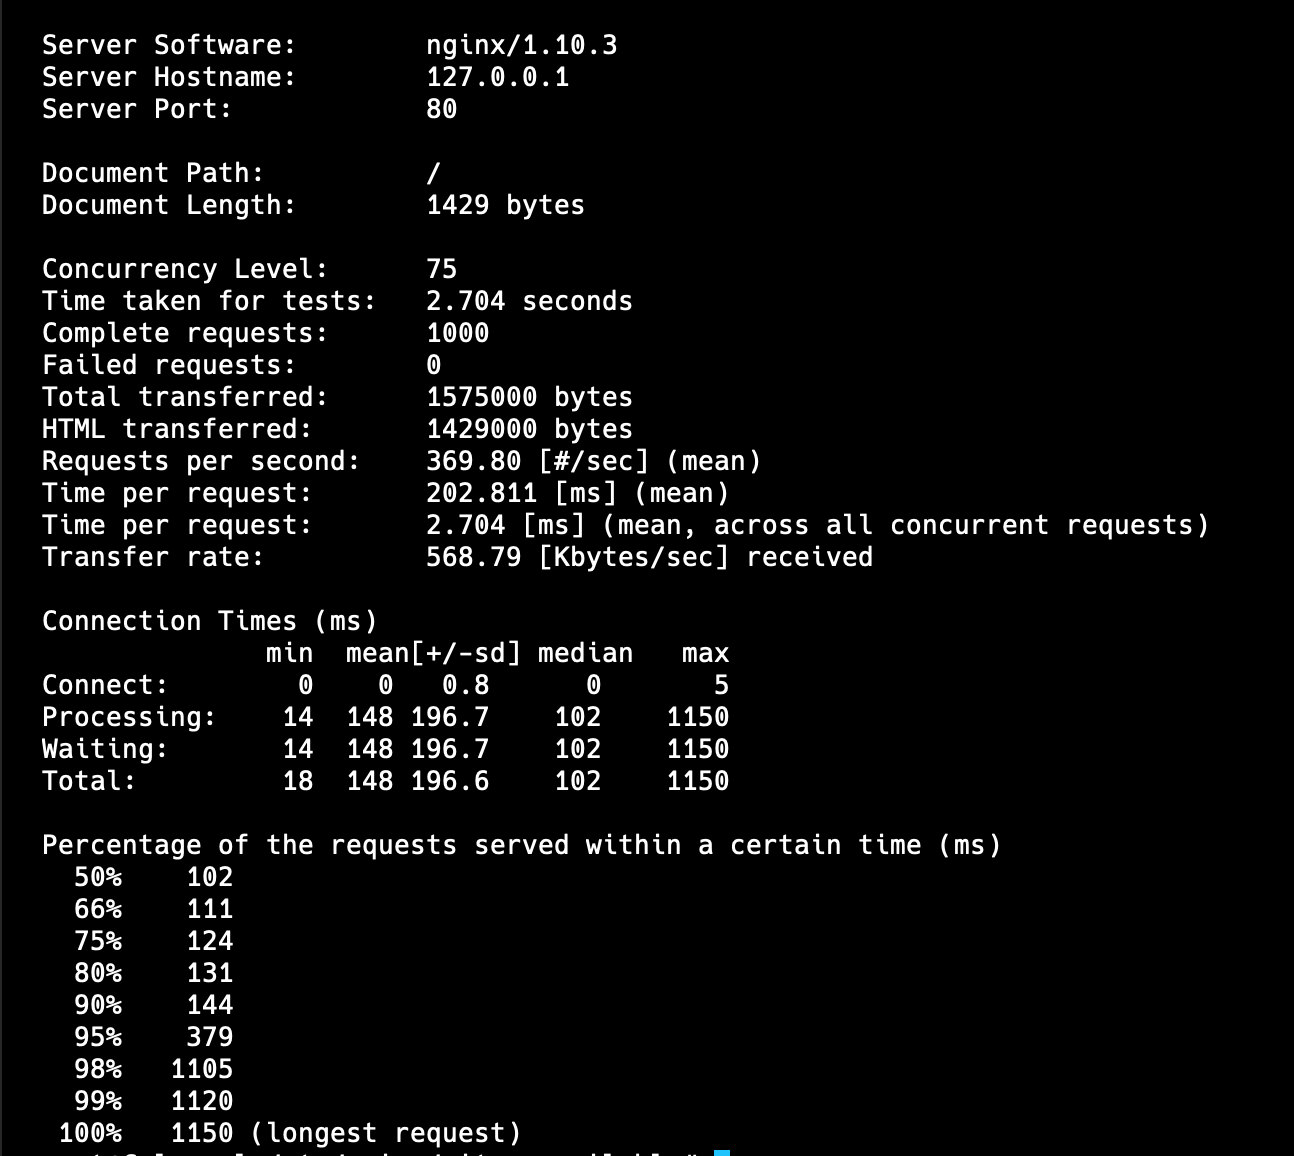 Server Software:        nginx/1.10.3
Server Hostname:        127.0.0.1
Server Port:            80

Document Path:          /
Document Length:        1429 bytes

Concurrency Level:      75
Time taken for tests:   2.704 seconds
Complete requests:      1000
Failed requests:        0
Total transferred:      1575000 bytes
HTML transferred:       1429000 bytes
Requests per second:    369.80 [#/sec] (mean)
Time per request:       202.811 [ms] (mean)
Time per request:       2.704 [ms] (mean, across all concurrent requests)
Transfer rate:          568.79 [Kbytes/sec] received

Connection Times (ms)
              min  mean[+/-sd] median   max
Connect:        0    0   0.8      0       5
Processing:    14  148 196.7    102    1150
Waiting:       14  148 196.7    102    1150
Total:         18  148 196.6    102    1150

Percentage of the requests served within a certain time (ms)
  50%    102
  66%    111
  75%    124
  80%    131
  90%    144
  95%    379
  98%   1105
  99%   1120
 100%   1150 (longest request)